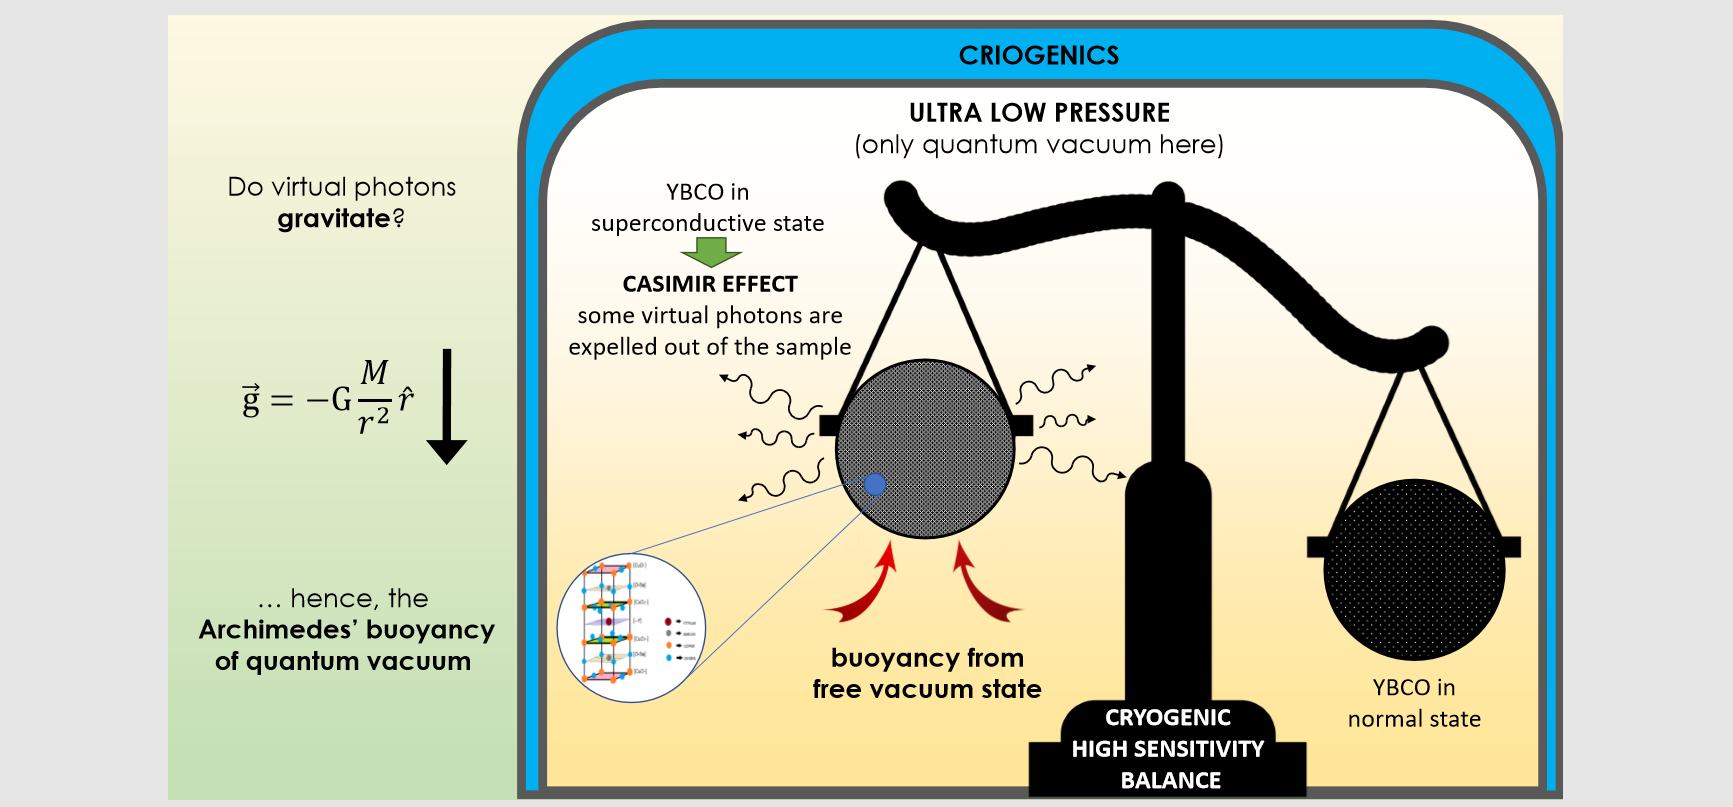 CRIOGENICS
ULTRA LOW PRESSURE
(only quantum vacuum here)
Do virtual photons
gravitate?
g⃗ = −G M/r² r̂
… hence, the
Archimedes’ buoyancy
of quantum vacuum
YBCO in
superconductive state
CASIMIR EFFECT
some virtual photons are
expelled out of the sample
buoyancy from
free vacuum state
YBCO in
normal state
CRYOGENIC
HIGH SENSITIVITY
BALANCE